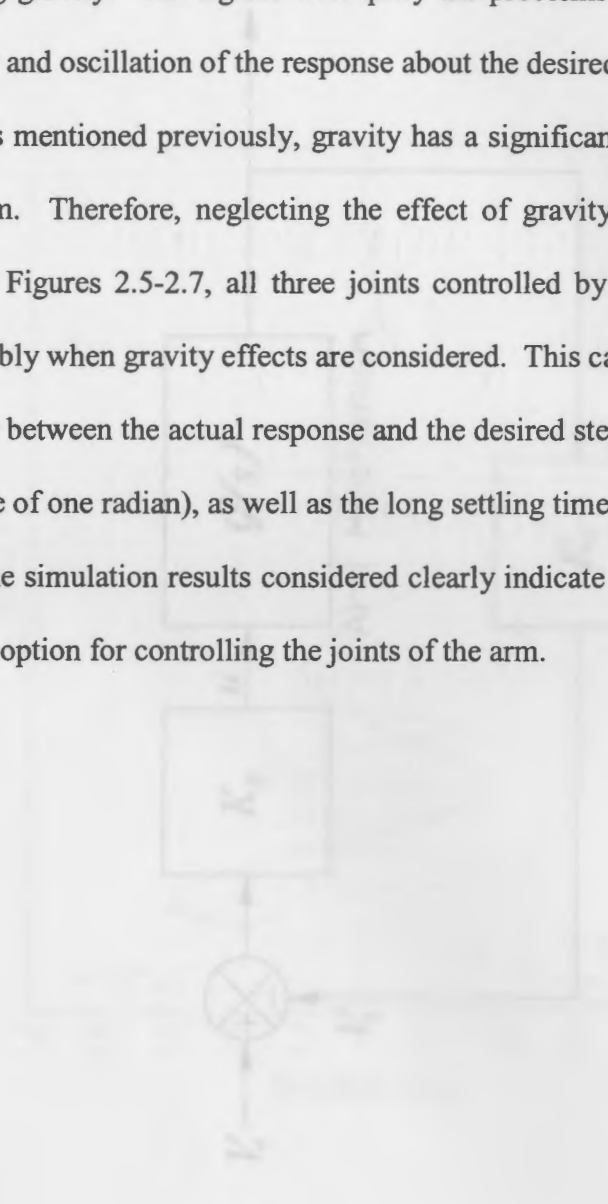 and oscillation of the response about the desired
mentioned previously, gravity has a significan
n. Therefore, neglecting the effect of gravity
Figures 2.5-2.7, all three joints controlled by
bly when gravity effects are considered. This ca
between the actual response and the desired ste
e of one radian), as well as the long settling time
e simulation results considered clearly indicate
option for controlling the joints of the arm.